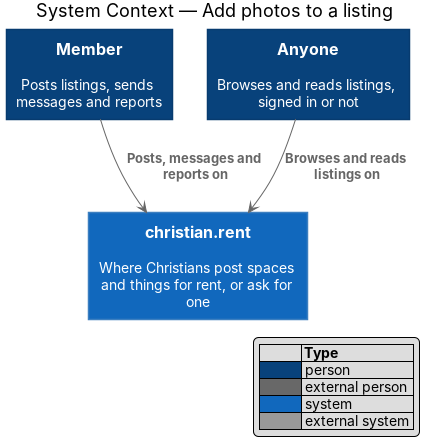 System Context — Add photos to a listing
Member
Posts listings, sends
messages and reports
Anyone
Browses and reads listings,
signed in or not
Posts, messages and
reports on
Browses and reads
listings on
christian.rent
Where Christians post spaces
and things for rent, or ask for
one
Type
person
external person
system
external system